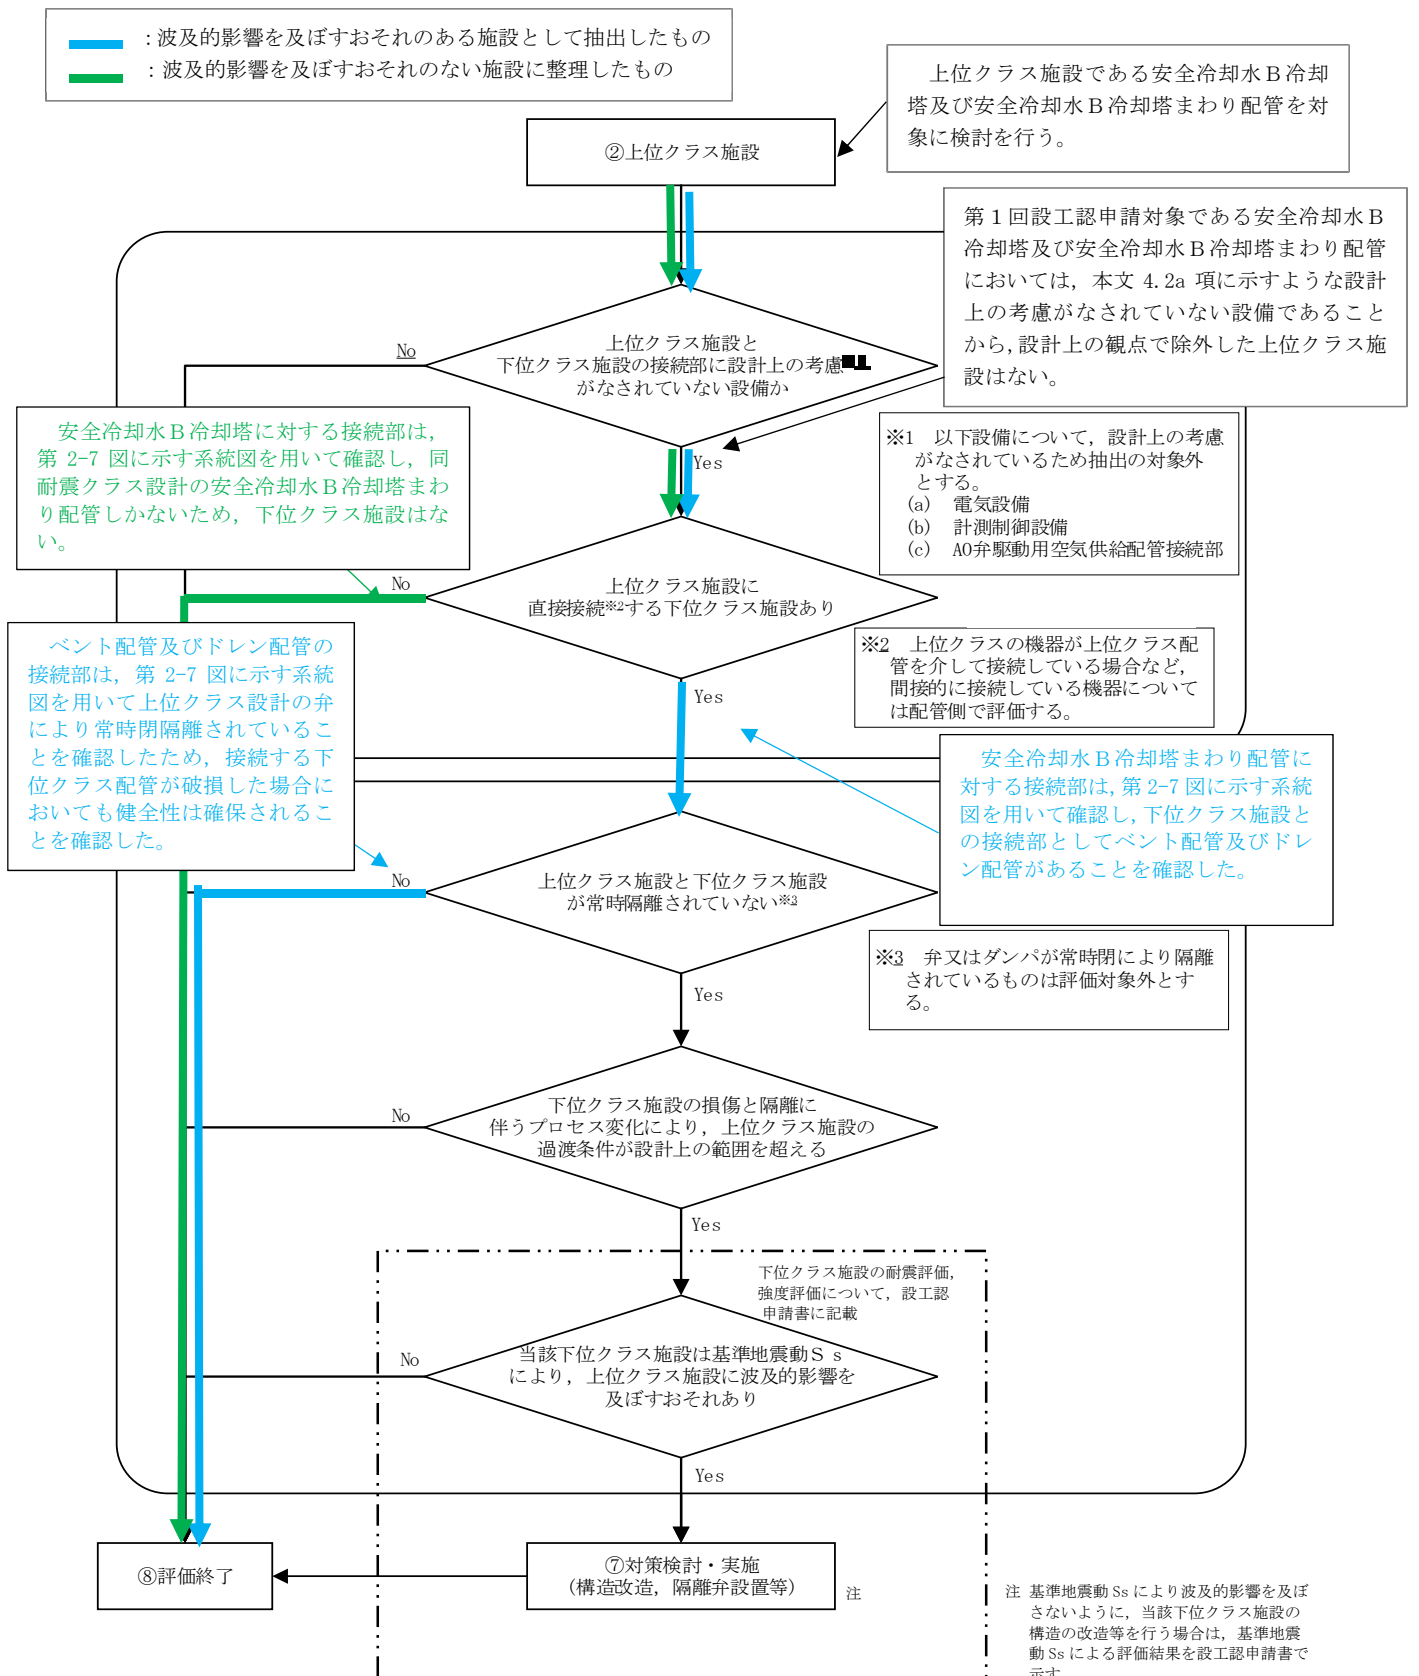 ：波及的影響を及ぼすおそれのある施設として抽出したもの
：波及的影響を及ぼすおそれのない施設に整理したもの
上位クラス施設である安全冷却水Ｂ冷却
塔及び安全冷却水Ｂ冷却塔まわり配管を対
象に検討を行う。
②上位クラス施設
第１回設工認申請対象である安全冷却水Ｂ
冷却塔及び安全冷却水Ｂ冷却塔まわり配管
においては，本文 4.2a 項に示すような設計
上の考慮がなされていない設備であること
から，設計上の観点で除外した上位クラス施
設はない。
上位クラス施設と
下位クラス施設の接続部に設計上の考慮
がなされていない設備か
No
Yes
安全冷却水Ｂ冷却塔に対する接続部は，
第 2-7 図に示す系統図を用いて確認し，同
耐震クラス設計の安全冷却水Ｂ冷却塔まわ
り配管しかないため，下位クラス施設はな
い。
※1　以下設備について，設計上の考慮
がなされているため抽出の対象外
とする。
(a)　電気設備
(b)　計測制御設備
(c)　AO弁駆動用空気供給配管接続部
上位クラス施設に
直接接続※2する下位クラス施設あり
No
Yes
※2　上位クラスの機器が上位クラス配
管を介して接続している場合など，
間接的に接続している機器について
は配管側で評価する。
ベント配管及びドレン配管の
接続部は，第 2-7 図に示す系統
図を用いて上位クラス設計の弁
により常時閉隔離されているこ
とを確認したため，接続する下
位クラス配管が破損した場合に
おいても健全性は確保されるこ
とを確認した。
安全冷却水Ｂ冷却塔まわり配管に
対する接続部は，第 2-7 図に示す系統
図を用いて確認し，下位クラス施設と
の接続部としてベント配管及びドレ
ン配管があることを確認した。
上位クラス施設と下位クラス施設
が常時隔離されていない※3
No
Yes
※3　弁又はダンパが常時閉により隔離
されているものは評価対象外とす
る。
下位クラス施設の損傷と隔離に
伴うプロセス変化により，上位クラス施設の
過渡条件が設計上の範囲を超える
No
Yes
下位クラス施設の耐震評価，
強度評価について，設工認
申請書に記載
当該下位クラス施設は基準地震動Ｓｓ
により，上位クラス施設に波及的影響を
及ぼすおそれあり
No
Yes
⑧評価終了
⑦対策検討・実施
（構造改造，隔離弁設置等）
注
注 基準地震動 Ss により波及的影響を及ぼ
さないように，当該下位クラス施設の
構造の改造等を行う場合は，基準地震
動 Ss による評価結果を設工認申請書で
示す